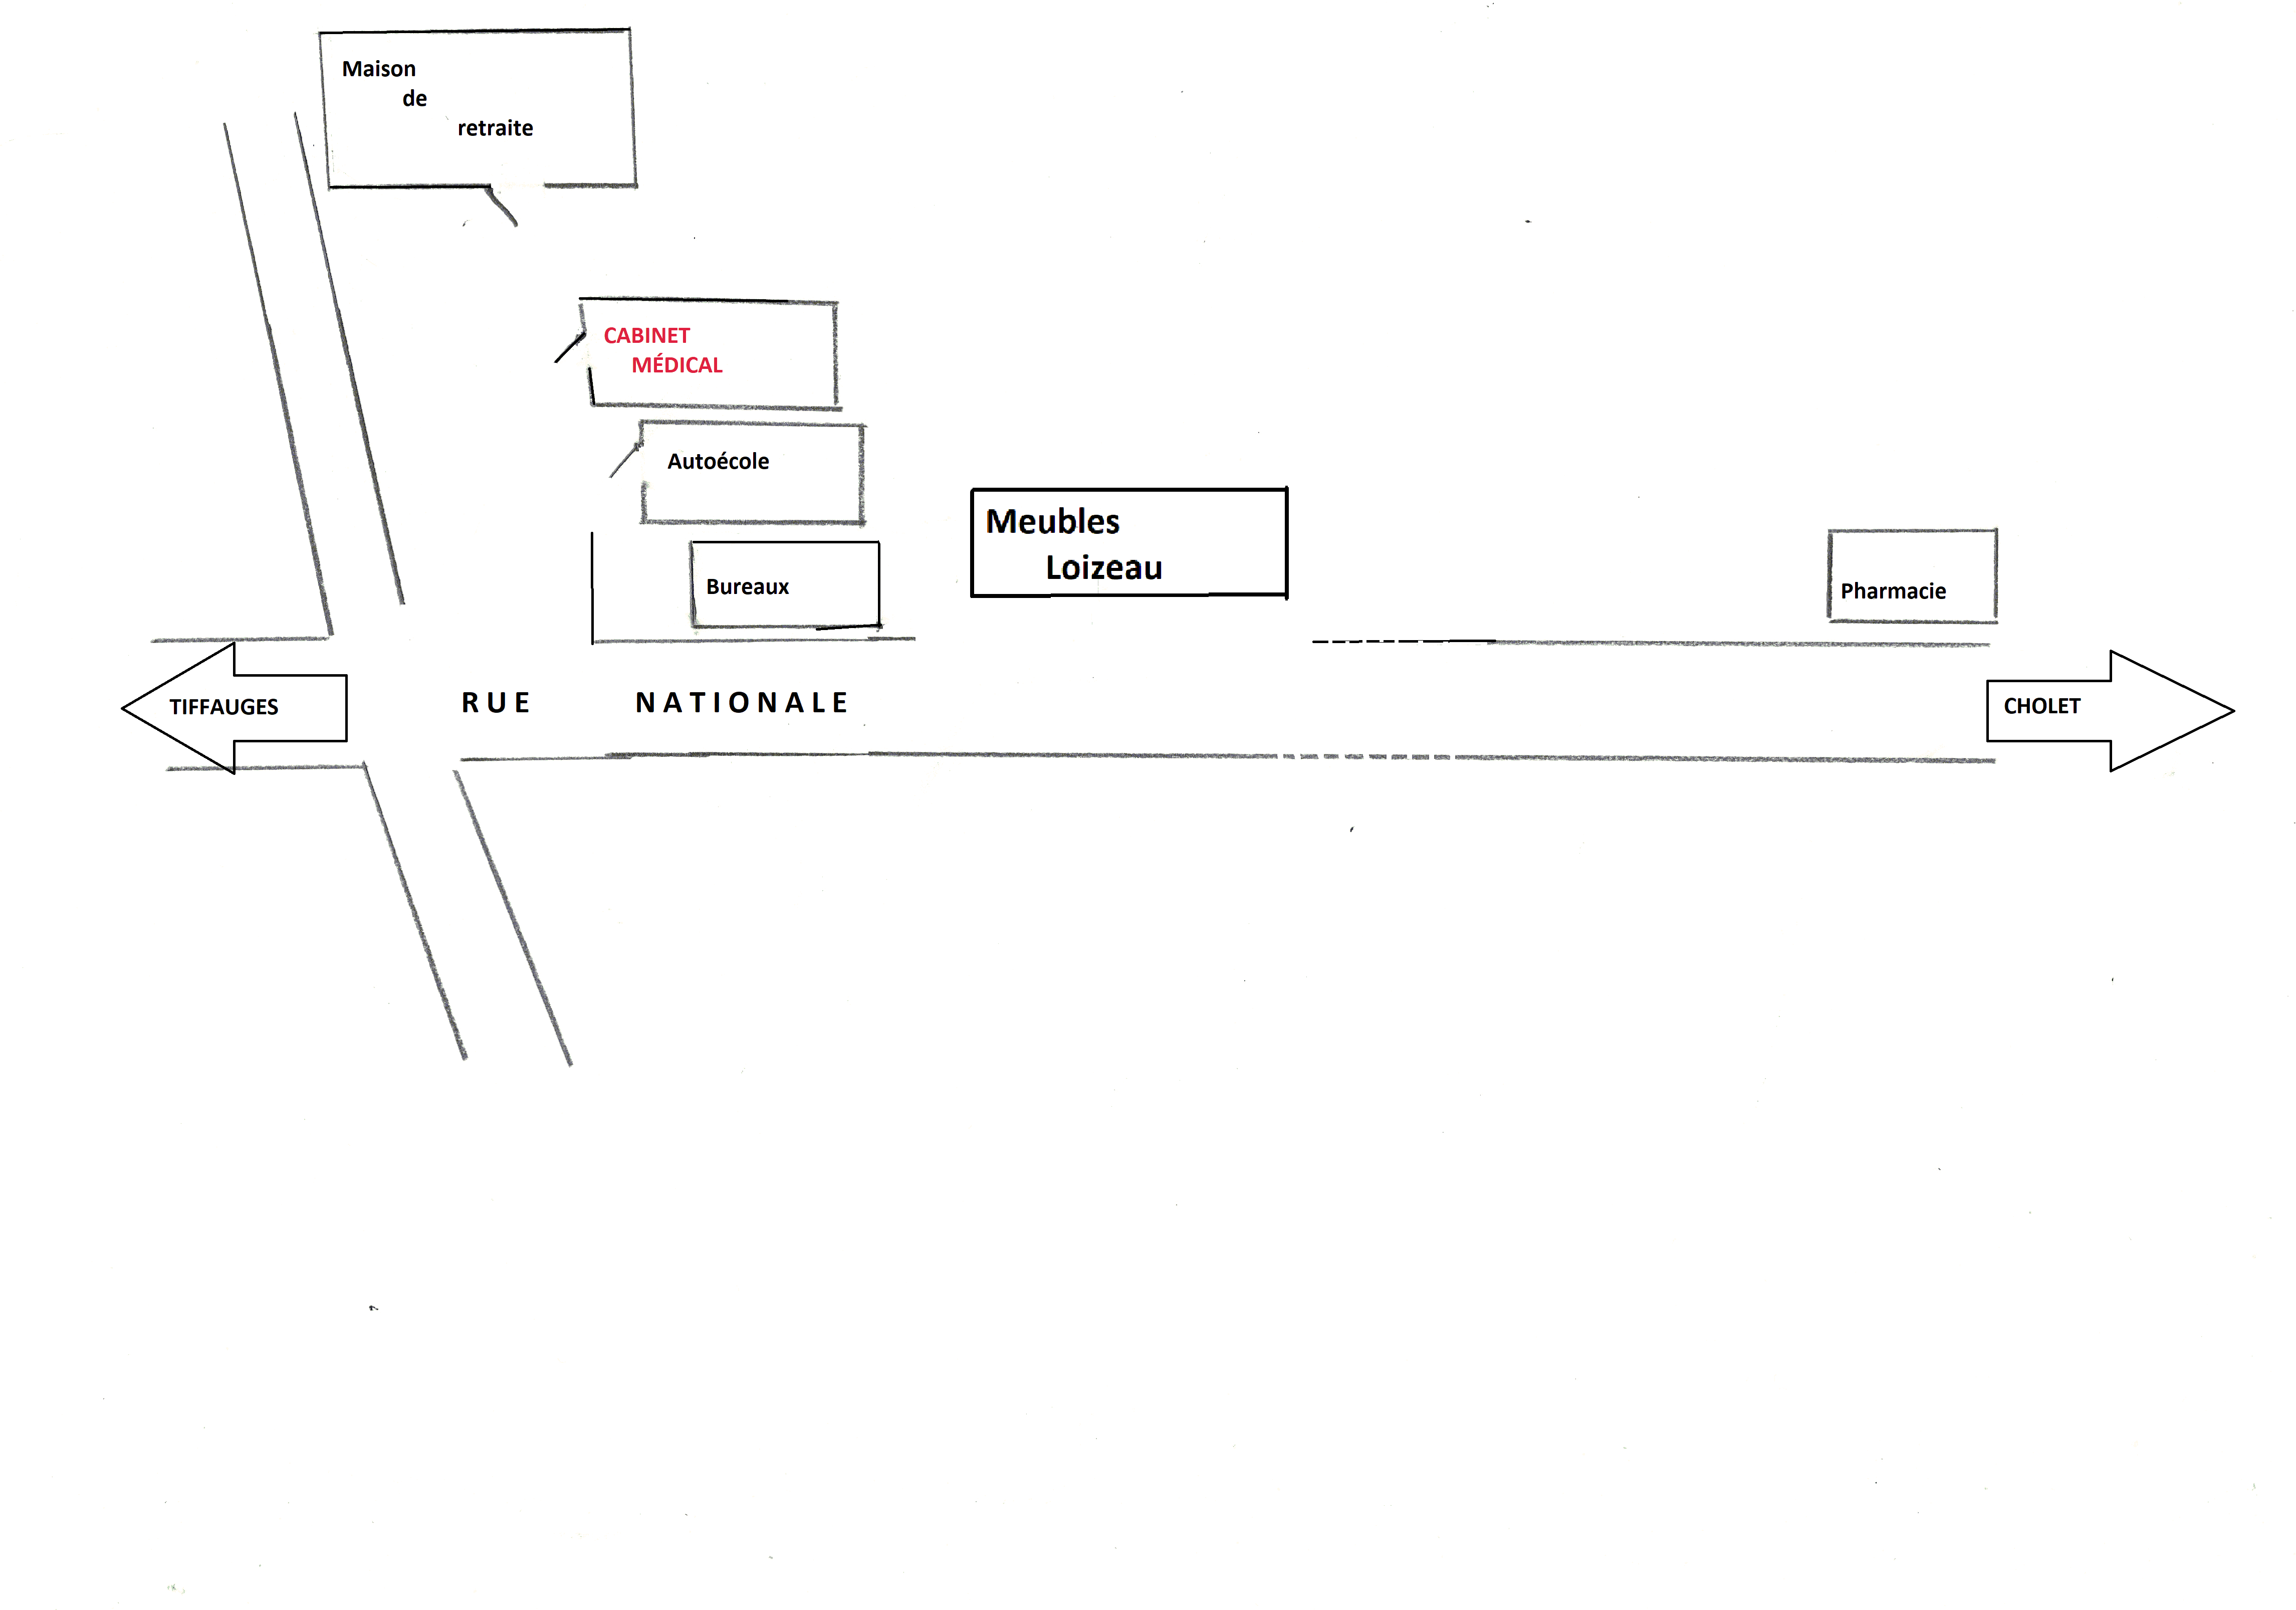 Maison
de
retraite
CABINET
MÉDICAL
Autoécole
Meubles
Loizeau
Bureaux
Pharmacie
RUE NATIONALE
TIFFAUGES
CHOLET